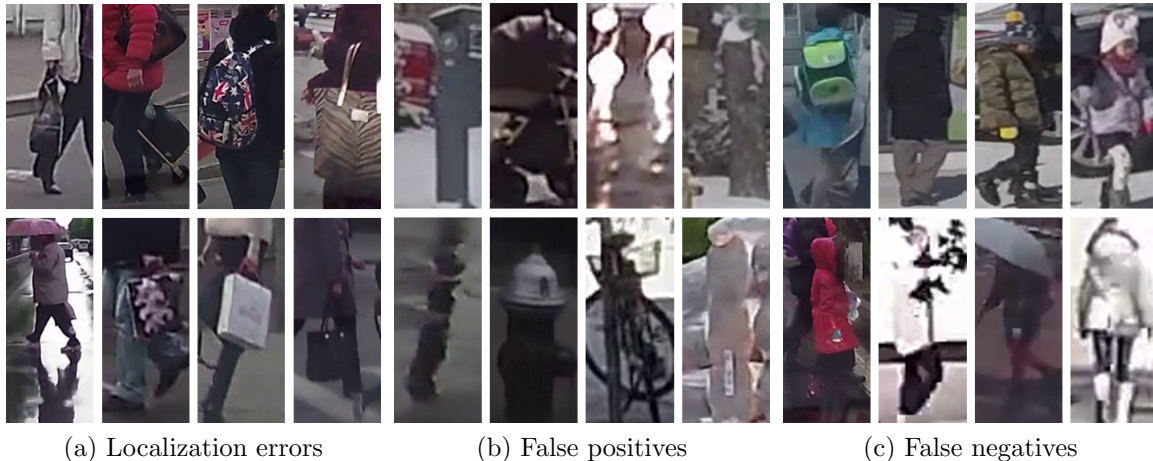 (a) Localization errors
(b) False positives
(c) False negatives